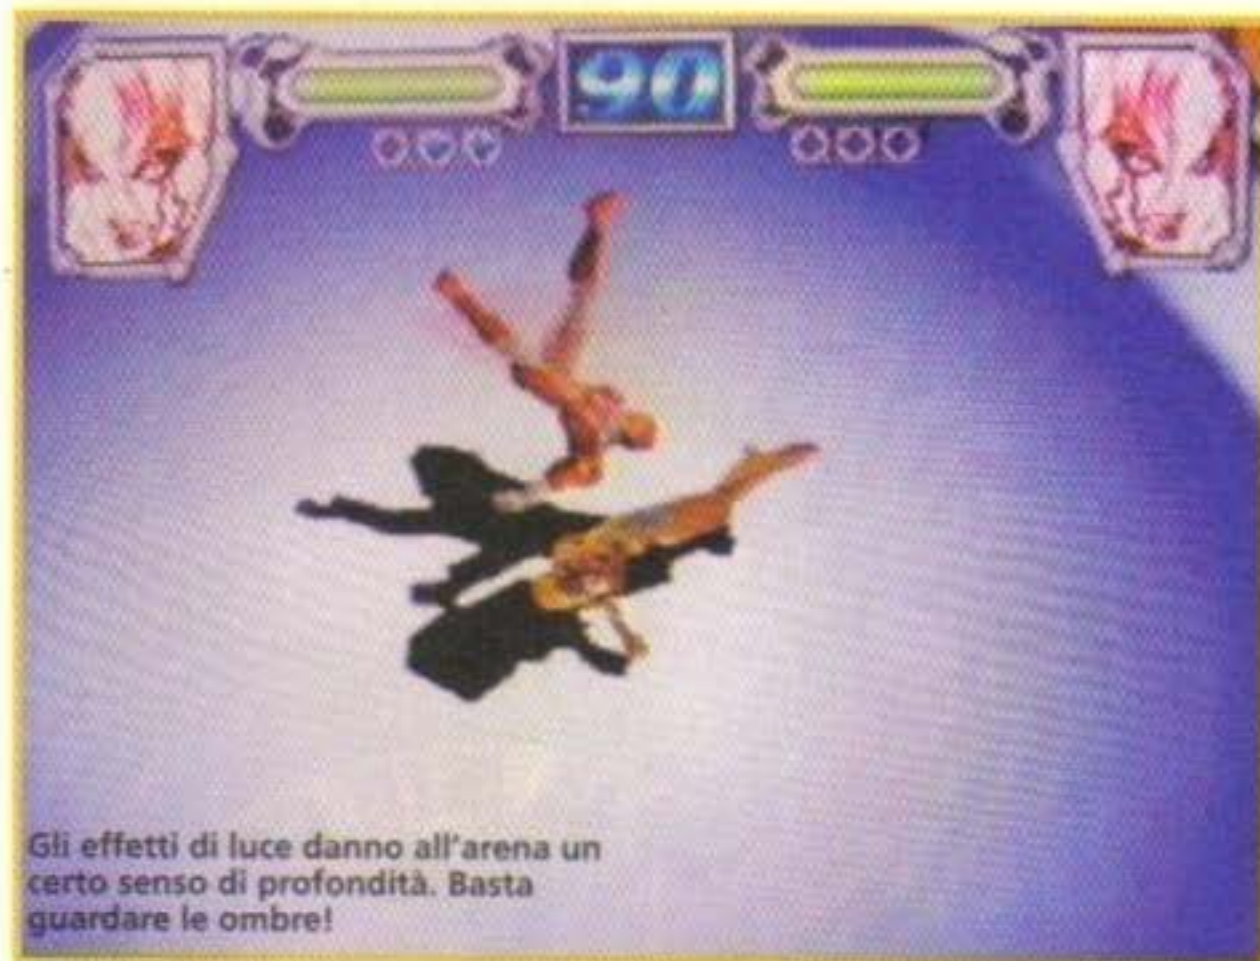 90
Gli effetti di luce danno all'arena un
certo senso di profondità. Basta
guardare le ombre!